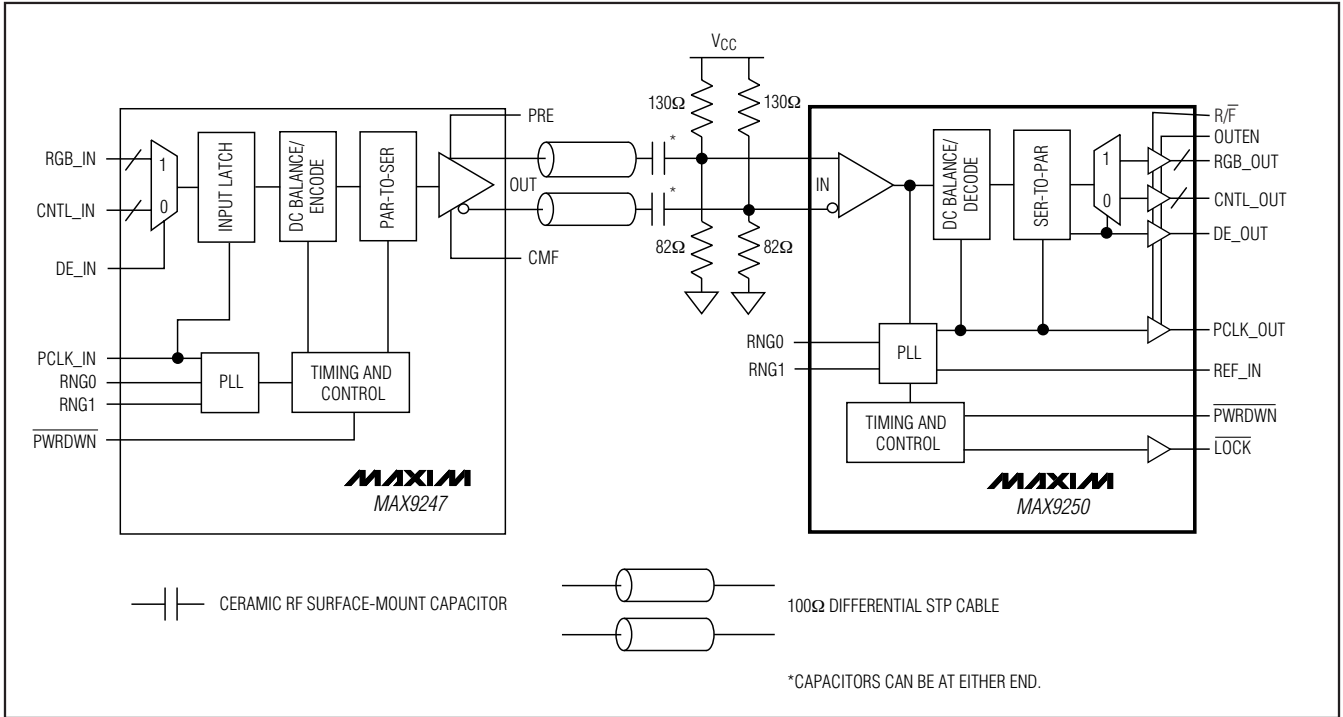 VCC
130Ω
130Ω
*
*
82Ω
82Ω
RGB_IN
CNTL_IN
DE_IN
PCLK_IN
RNG0
RNG1
P̅W̅R̅D̅W̅N̅
1
0
INPUT LATCH
DC BALANCE/
ENCODE
PAR-TO-SER
PLL
TIMING AND
CONTROL
PRE
OUT
CMF
MAXIM
MAX9247
IN
RNG0
RNG1
DC BALANCE/
DECODE
SER-TO-PAR
1
0
PLL
TIMING AND
CONTROL
R/F̅
OUTEN
RGB_OUT
CNTL_OUT
DE_OUT
PCLK_OUT
REF_IN
P̅W̅R̅D̅W̅N̅
L̅O̅C̅K̅
MAXIM
MAX9250
CERAMIC RF SURFACE-MOUNT CAPACITOR
100Ω DIFFERENTIAL STP CABLE
*CAPACITORS CAN BE AT EITHER END.